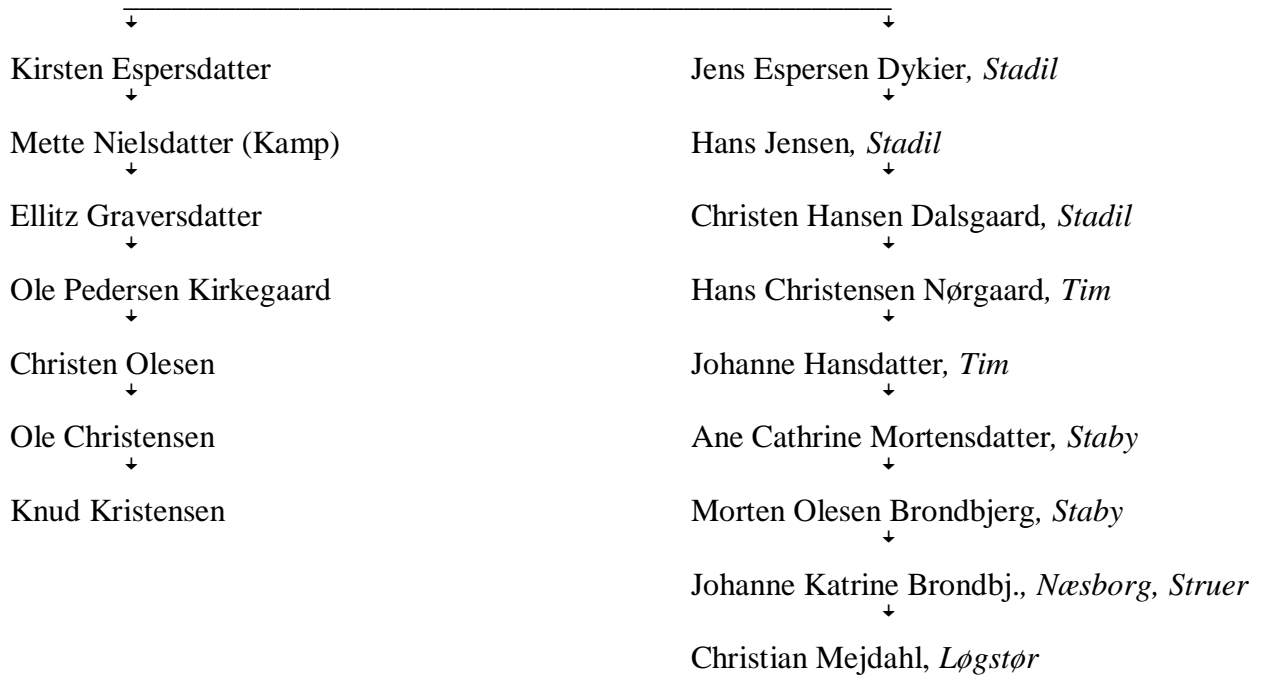 Kirsten Espersdatter
Mette Nielsdatter (Kamp)
Ellitz Graversdatter
Ole Pedersen Kirkegaard
Christen Olesen
Ole Christensen
Knud Kristensen
Jens Espersen Dykier, Stadil
Hans Jensen, Stadil
Christen Hansen Dalsgaard, Stadil
Hans Christensen Nørgaard, Tim
Johanne Hansdatter, Tim
Ane Cathrine Mortensdatter, Staby
Morten Olesen Brondbjerg, Staby
Johanne Katrine Brondbj., Næsborg, Struer
Christian Mejdahl, Løgstør